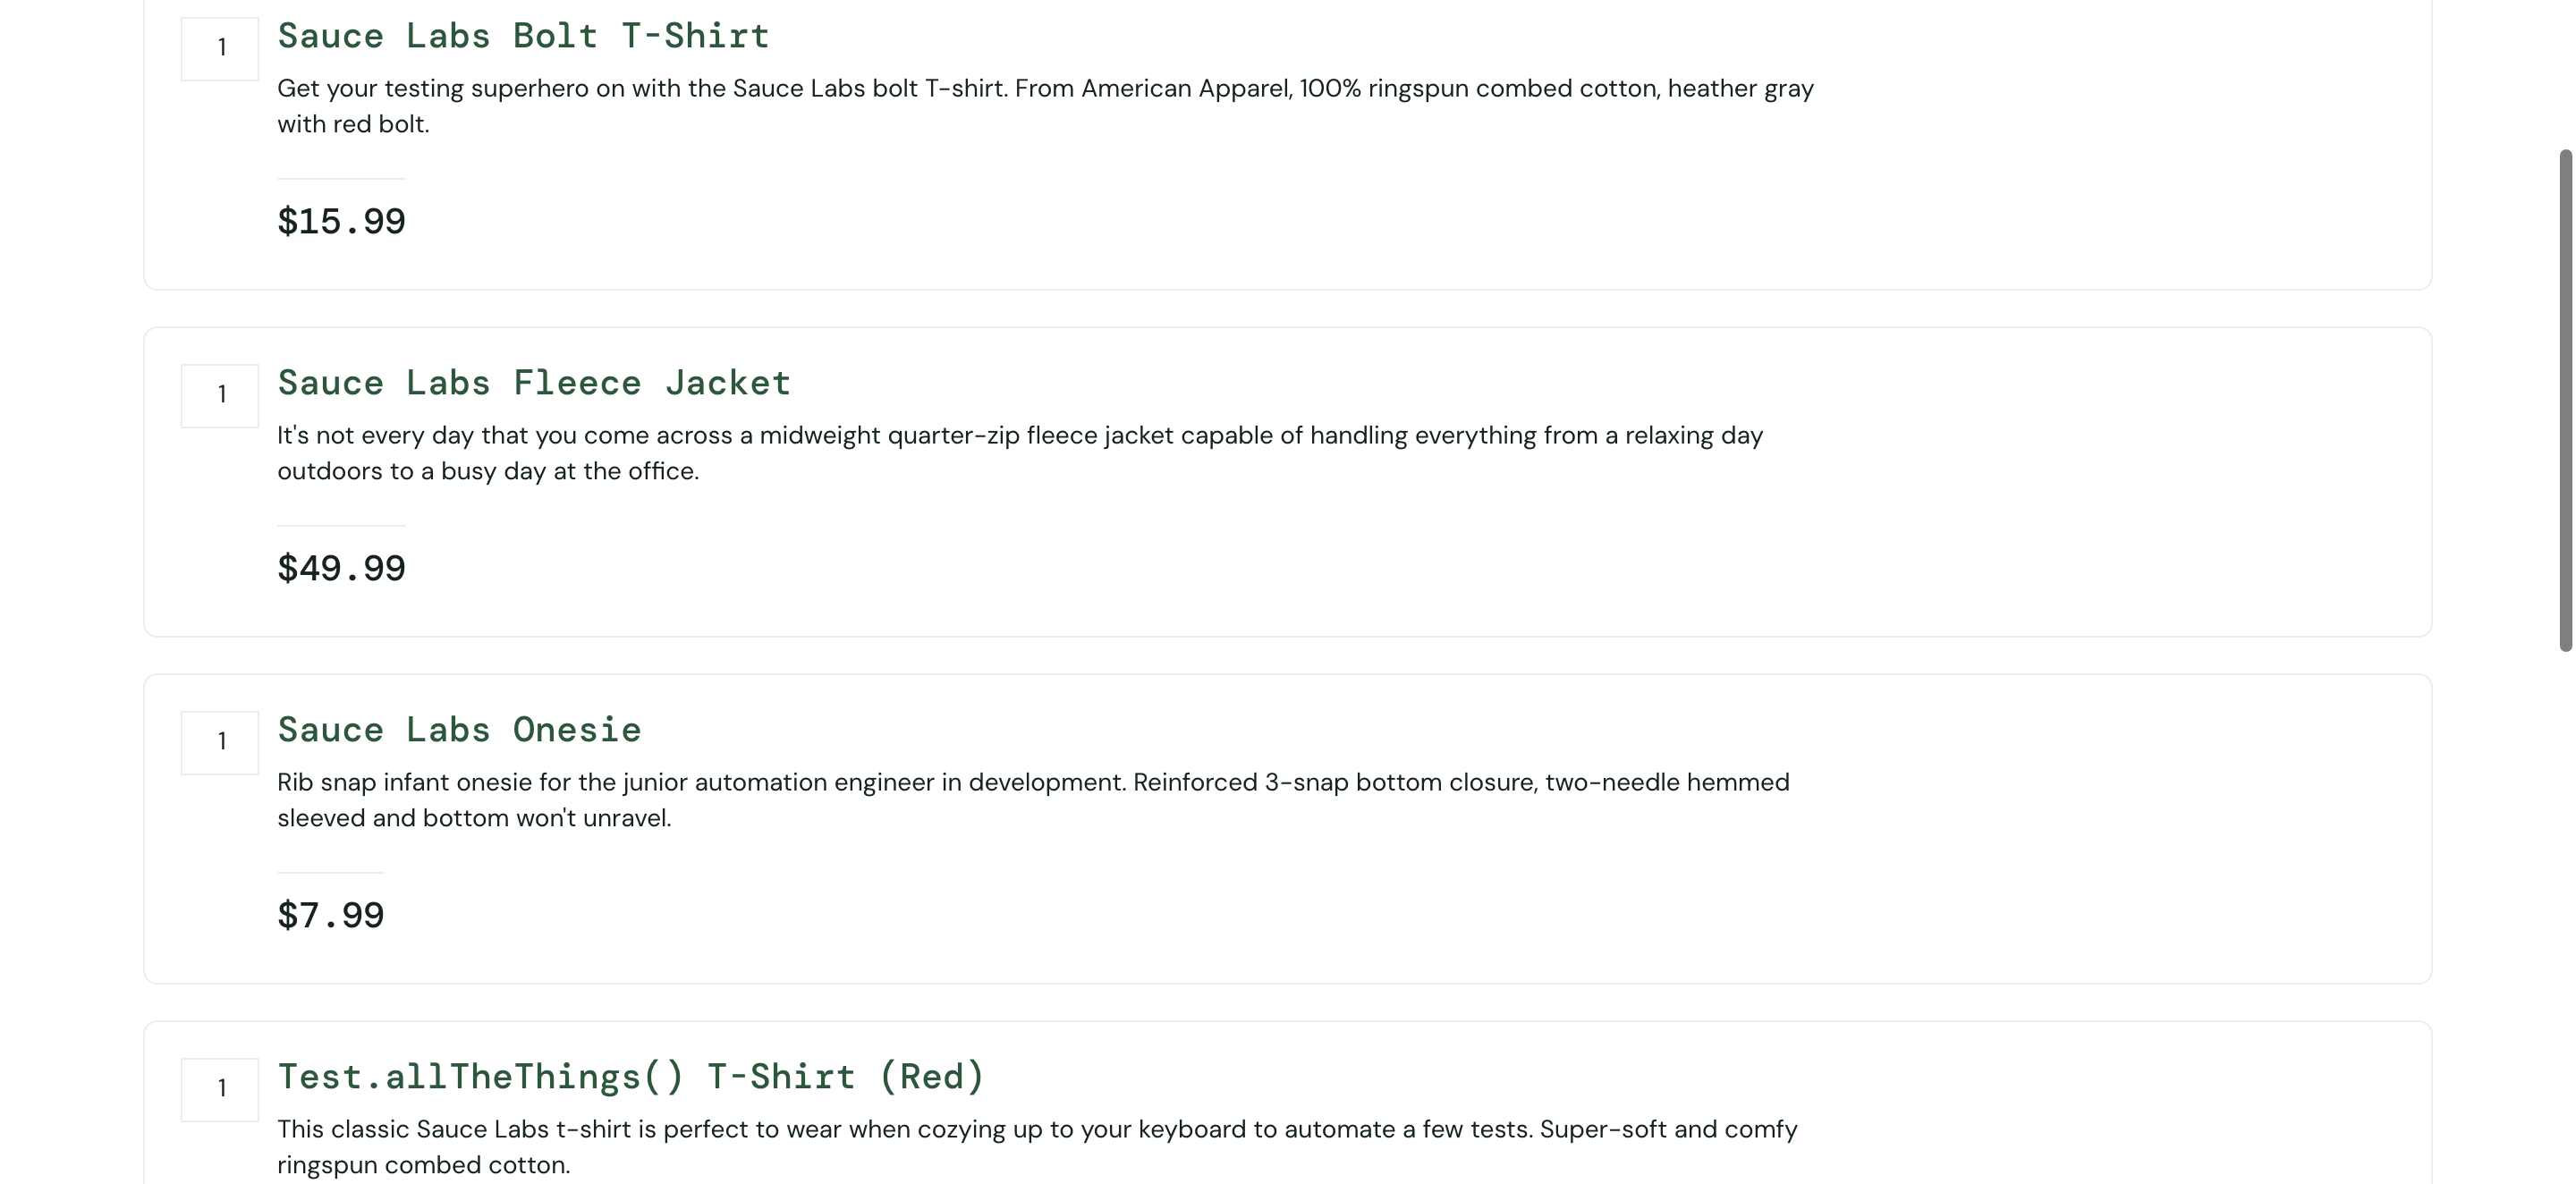 1
Sauce Labs Bolt T-Shirt
Get your testing superhero on with the Sauce Labs bolt T-shirt. From American Apparel, 100% ringspun combed cotton, heather gray
with red bolt.
$15.99
1
Sauce Labs Fleece Jacket
It's not every day that you come across a midweight quarter-zip fleece jacket capable of handling everything from a relaxing day
outdoors to a busy day at the office.
$49.99
1
Sauce Labs Onesie
Rib snap infant onesie for the junior automation engineer in development. Reinforced 3-snap bottom closure, two-needle hemmed
sleeved and bottom won't unravel.
$7.99
1
Test.allTheThings() T-Shirt (Red)
This classic Sauce Labs t-shirt is perfect to wear when cozying up to your keyboard to automate a few tests. Super-soft and comfy
ringspun combed cotton.